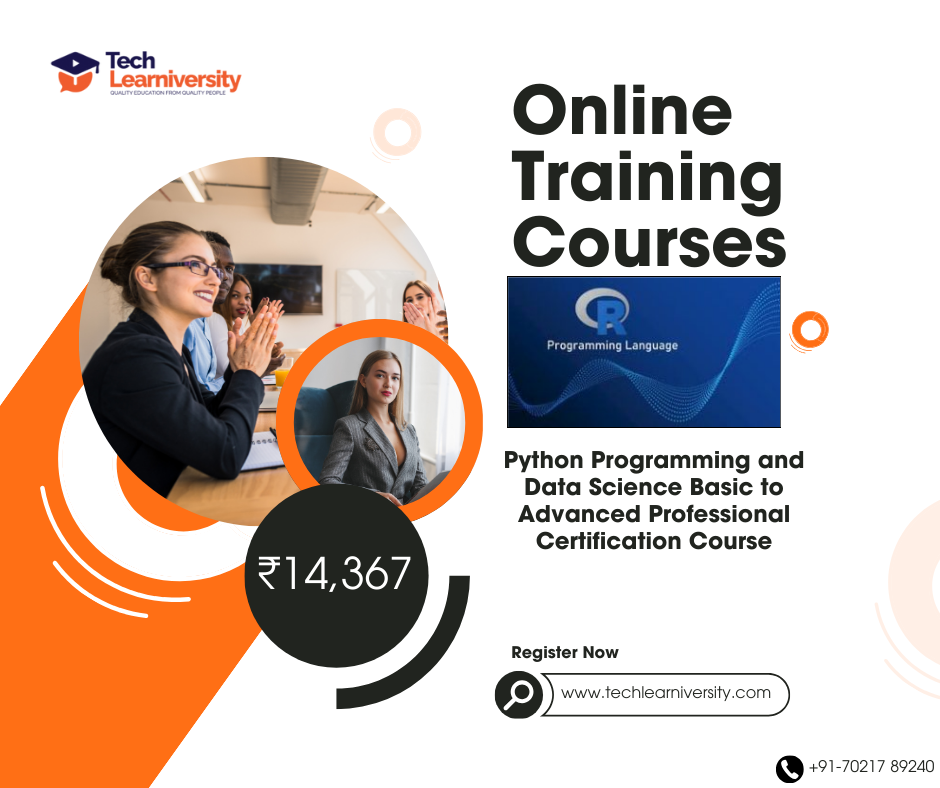 Tech
Learniversity
QUALITY EDUCATION FROM QUALITY PEOPLE
Online
Training
Courses
R
Programming Language
Python Programming and
Data Science Basic to
Advanced Professional
Certification Course
₹14,367
Register Now
www.techlearniversity.com
+91-70217 89240